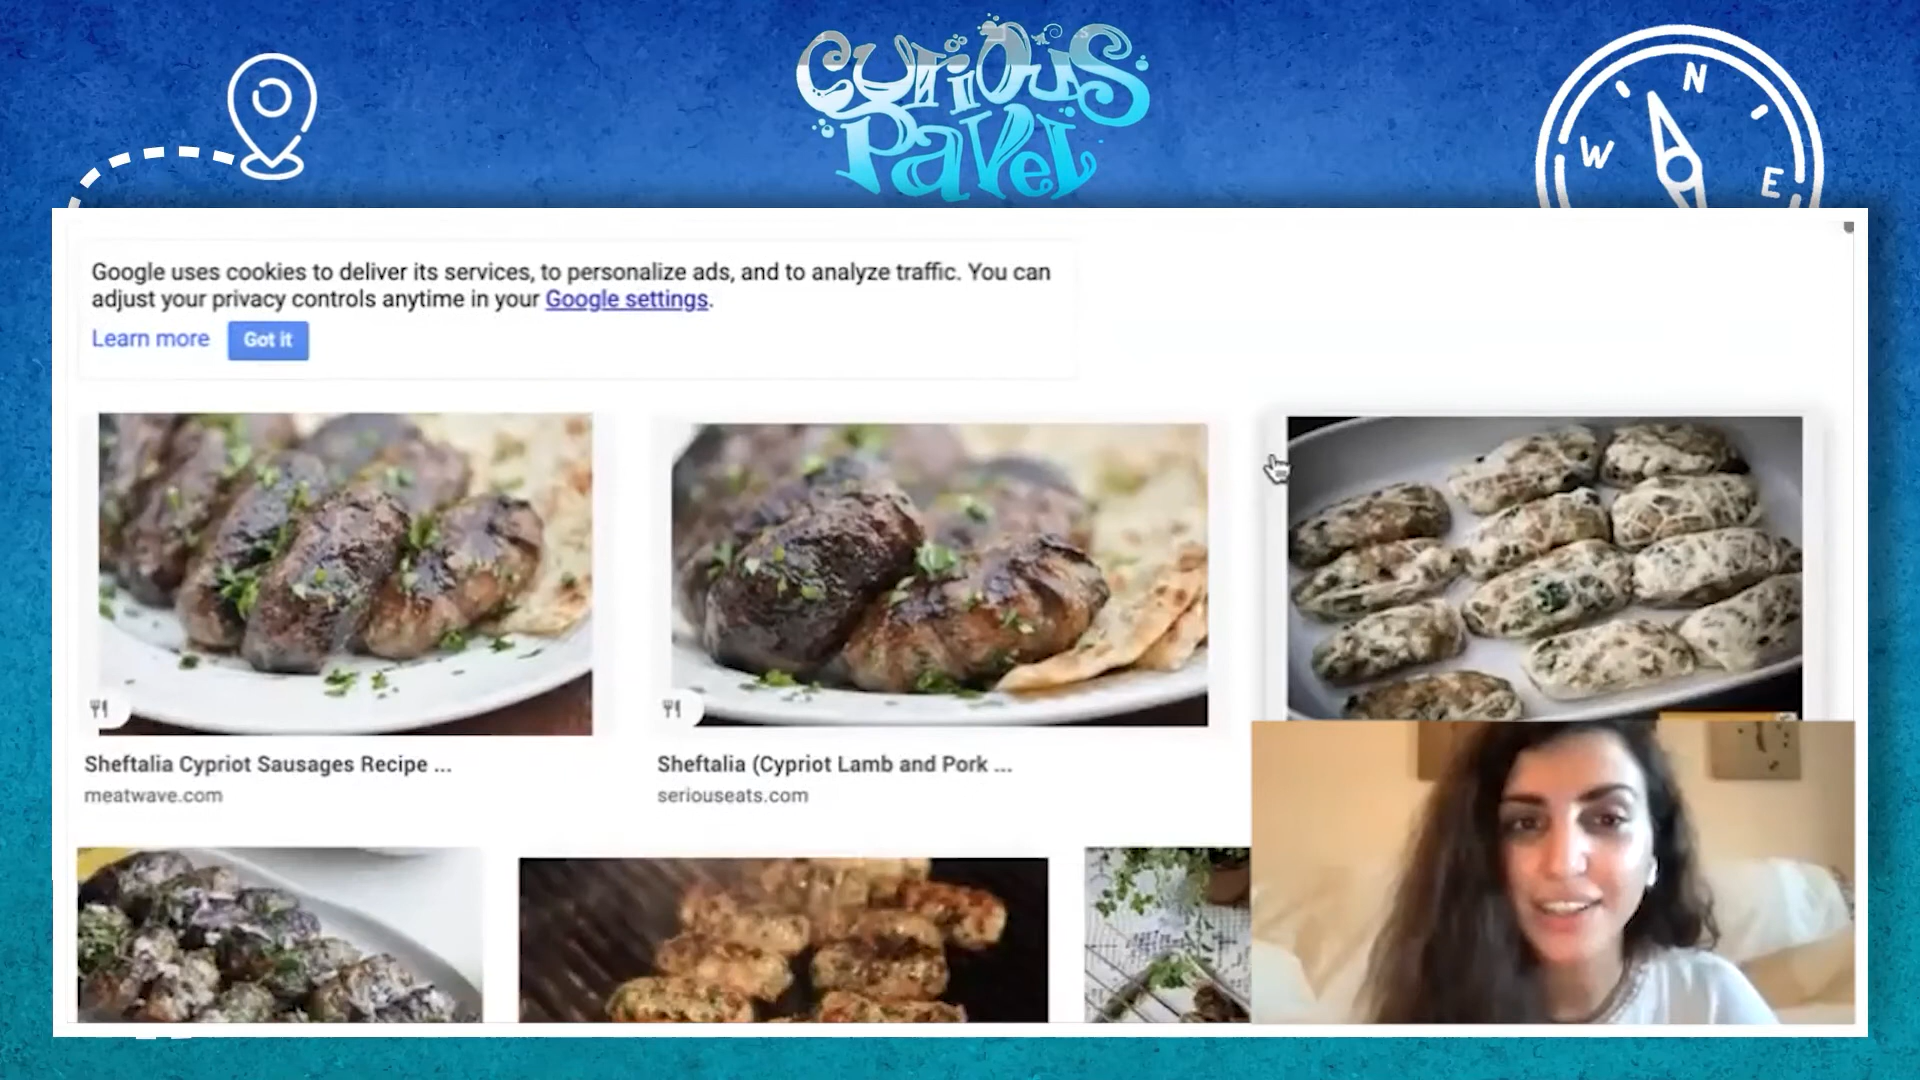 Curious
Pavel
N
W
E
Google uses cookies to deliver its services, to personalize ads, and to analyze traffic. You can
adjust your privacy controls anytime in your Google settings.
Learn more
Got it
Sheftalia Cypriot Sausages Recipe ...
meatwave.com
Sheftalia (Cypriot Lamb and Pork ...
seriouseats.com